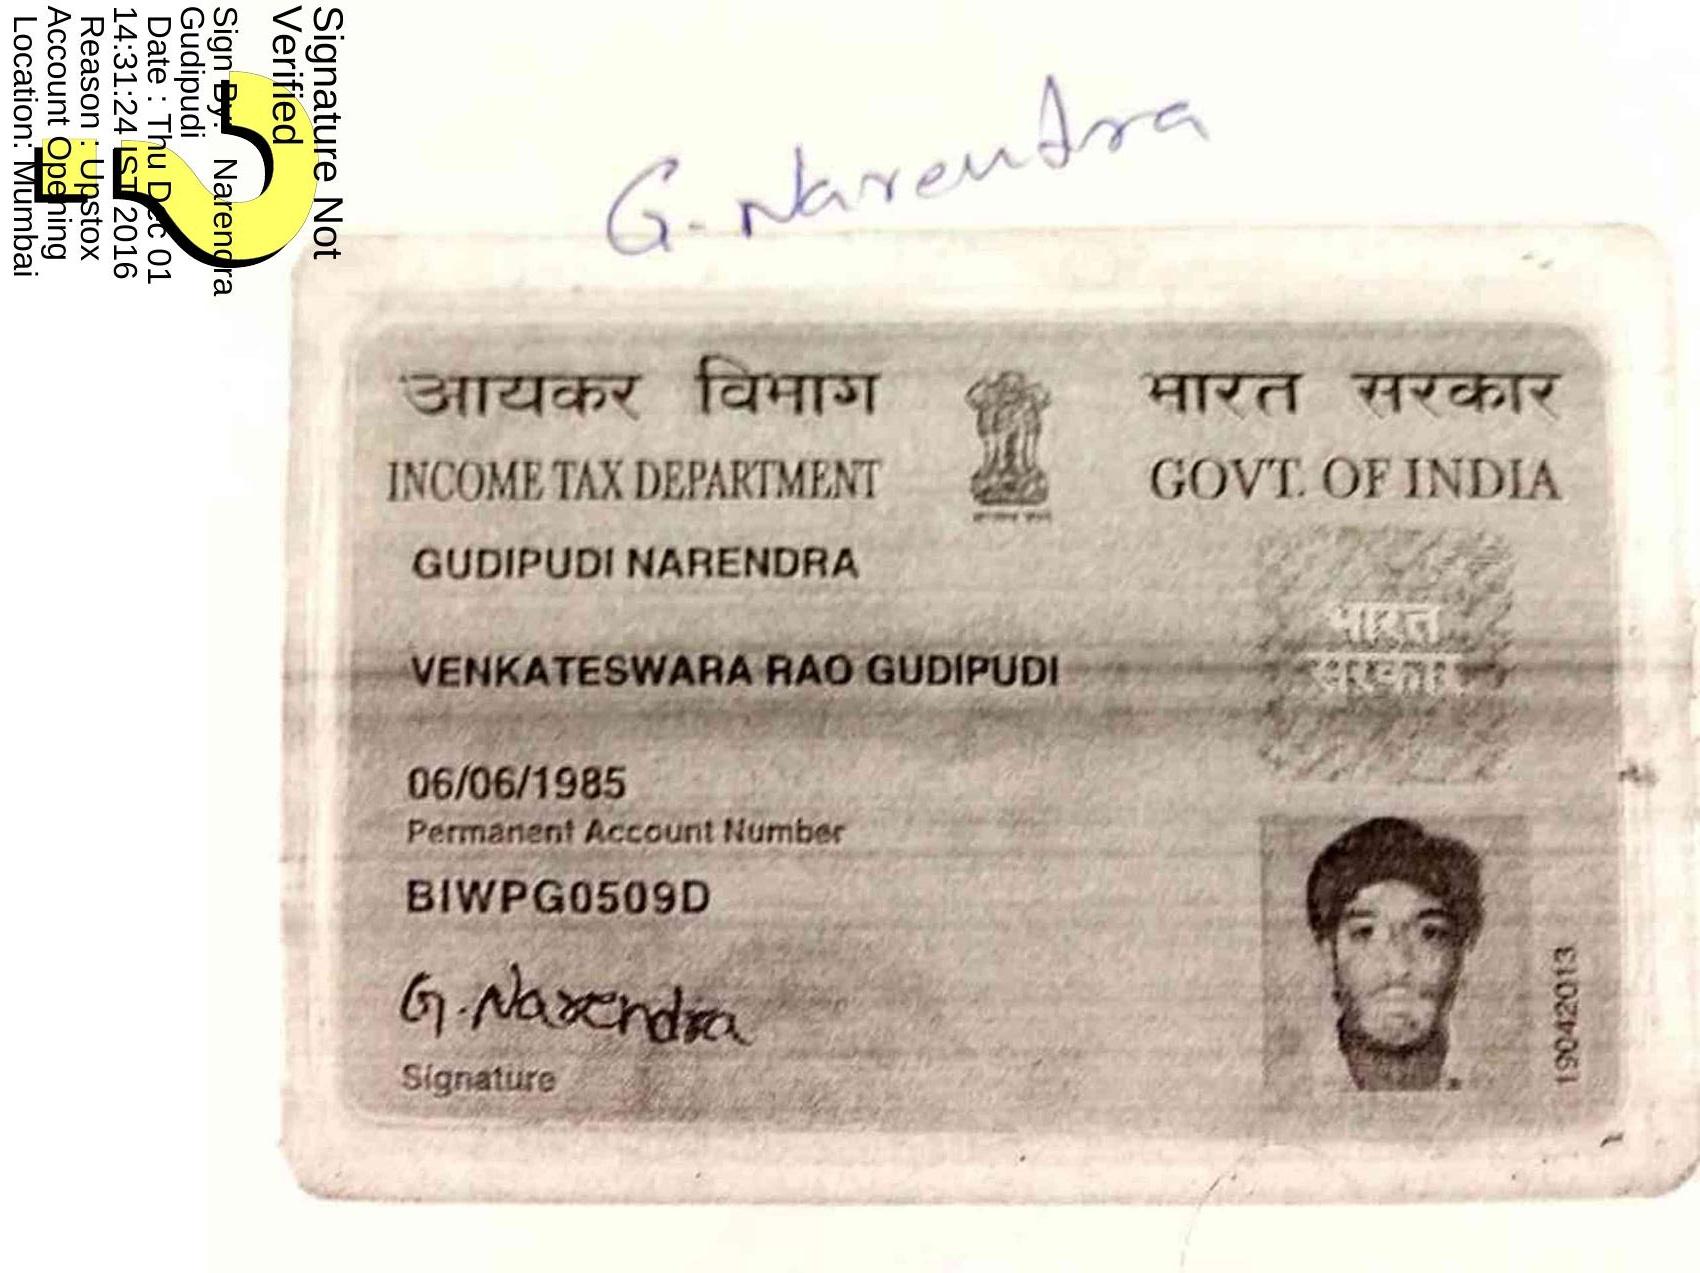 Signature Not
Verified
Sign By: Narendra
Gudipudi
Date : Thu Dec 01
14:31:24 IST 2016
Reason : Upstox
Account Opening
Location: Mumbai
G. Narendra
आयकर विभाग भारत सरकार
INCOME TAX DEPARTMENT GOVT. OF INDIA
GUDIPUDI NARENDRA
भारत
सरकार
VENKATESWARA RAO GUDIPUDI
06/06/1985
Permanent Account Number
BIWPG0509D
G. Narendra
Signature
19042013